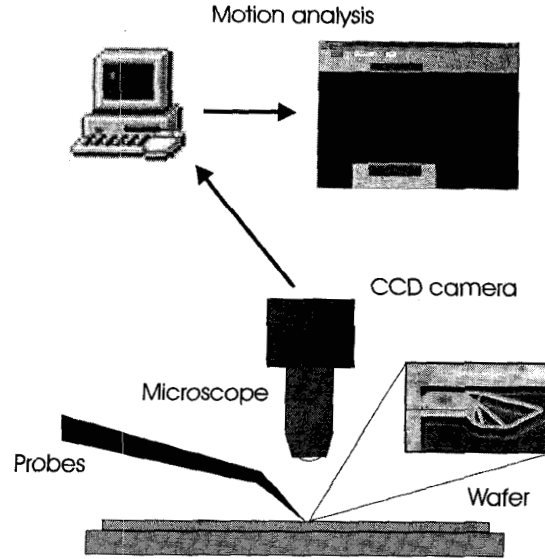 Motion analysis
CCD camera
Microscope
Probes
Wafer